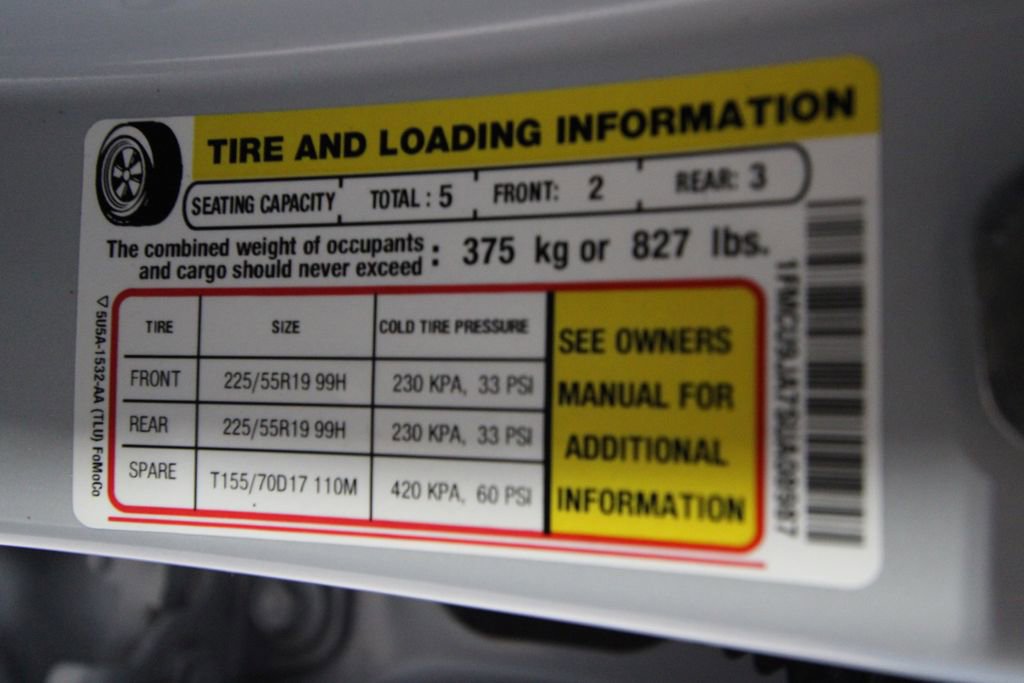 TIRE AND LOADING INFORMATION
SEATING CAPACITY TOTAL : 5 FRONT: 2 REAR: 3
The combined weight of occupants
and cargo should never exceed : 375 kg or 827 lbs.
TIRE SIZE COLD TIRE PRESSURE
FRONT 225/55R19 99H 230 KPA, 33 PSI
REAR 225/55R19 99H 230 KPA, 33 PSI
SPARE T155/70D17 110M 420 KPA, 60 PSI
SEE OWNERS
MANUAL FOR
ADDITIONAL
INFORMATION
5U5A-1532-AA (TLU) FoMoCo